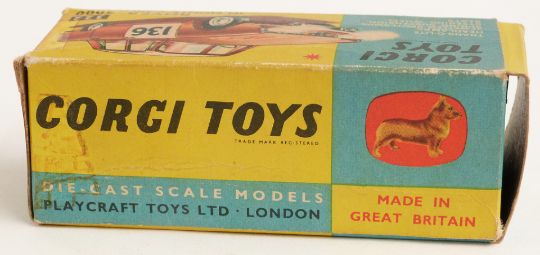 136
CORGI
TOYS
CORGI TOYS
TRADE MARK REGISTERED
DIE-CAST SCALE MODELS
PLAYCRAFT TOYS LTD · LONDON
MADE IN
GREAT BRITAIN